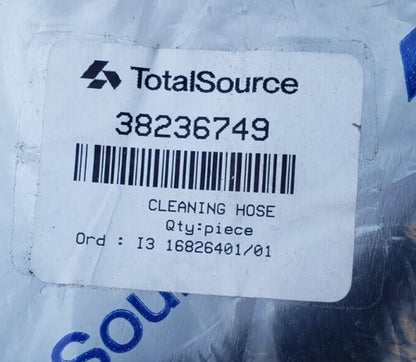 TotalSource
38236749
CLEANING HOSE
Qty:piece
Ord : I3 16826401/01
Sou